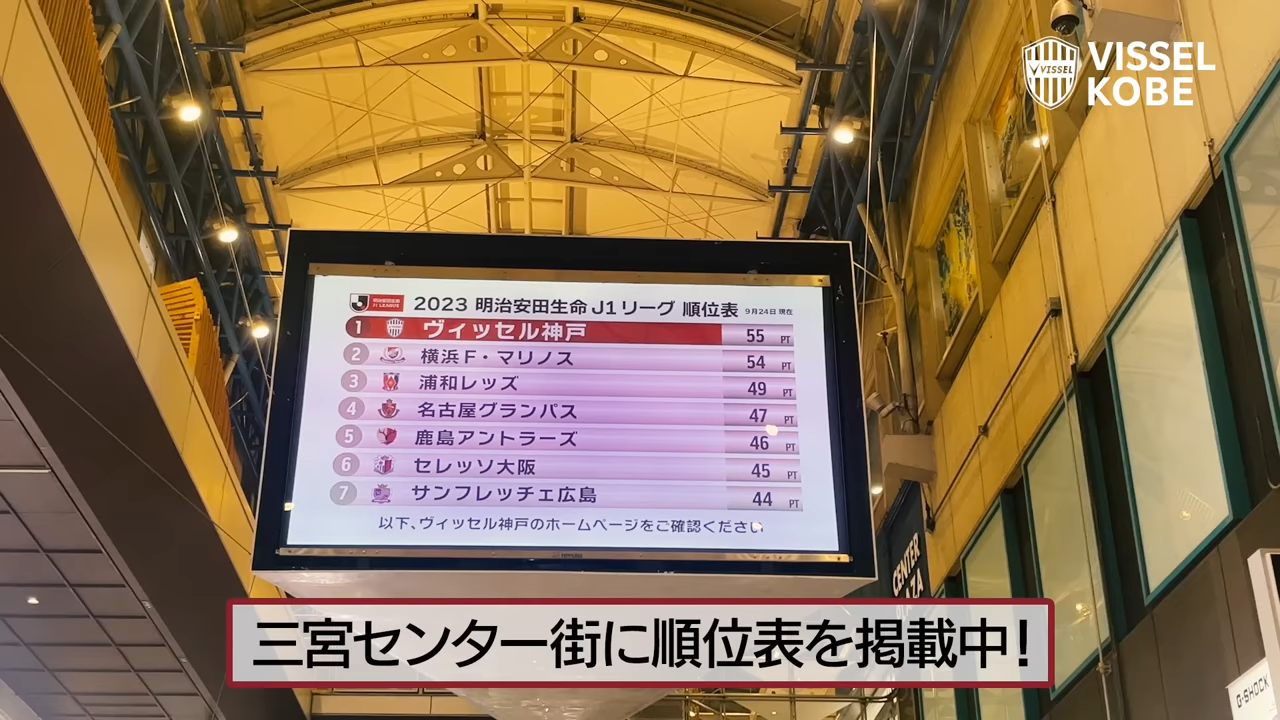 VISSEL
KOBE
VISSEL
2023 明治安田生命 J1リーグ 順位表 9月24日 現在
1 ヴィッセル神戸 55 PT
2 横浜F・マリノス 54 PT
3 浦和レッズ 49 PT
4 名古屋グランパス 47 PT
5 鹿島アントラーズ 46 PT
6 セレッソ大阪 45 PT
7 サンフレッチェ広島 44 PT
以下、ヴィッセル神戸のホームページをご確認ください
CENTER
三宮センター街に順位表を掲載中!
G-SHOCK